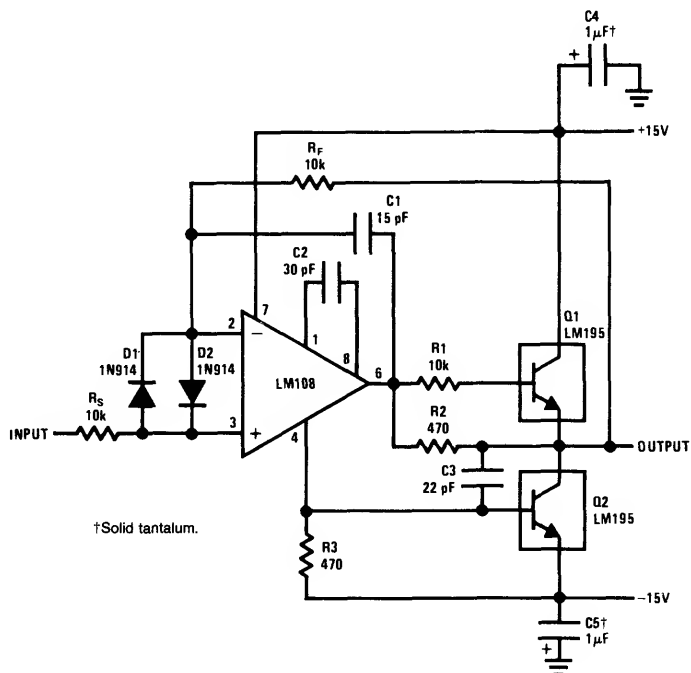 C4
1μF†
+
+15V
RF
10k
C1
15 pF
C2
30 pF
7
2
1
Q1
LM195
D1
1N914
D2
1N914
−
8
6
R1
10k
LM108
RS
10k
R2
470
INPUT
3
+
4
OUTPUT
C3
22 pF
Q2
LM195
†Solid tantalum.
R3
470
−15V
C5†
1μF
+